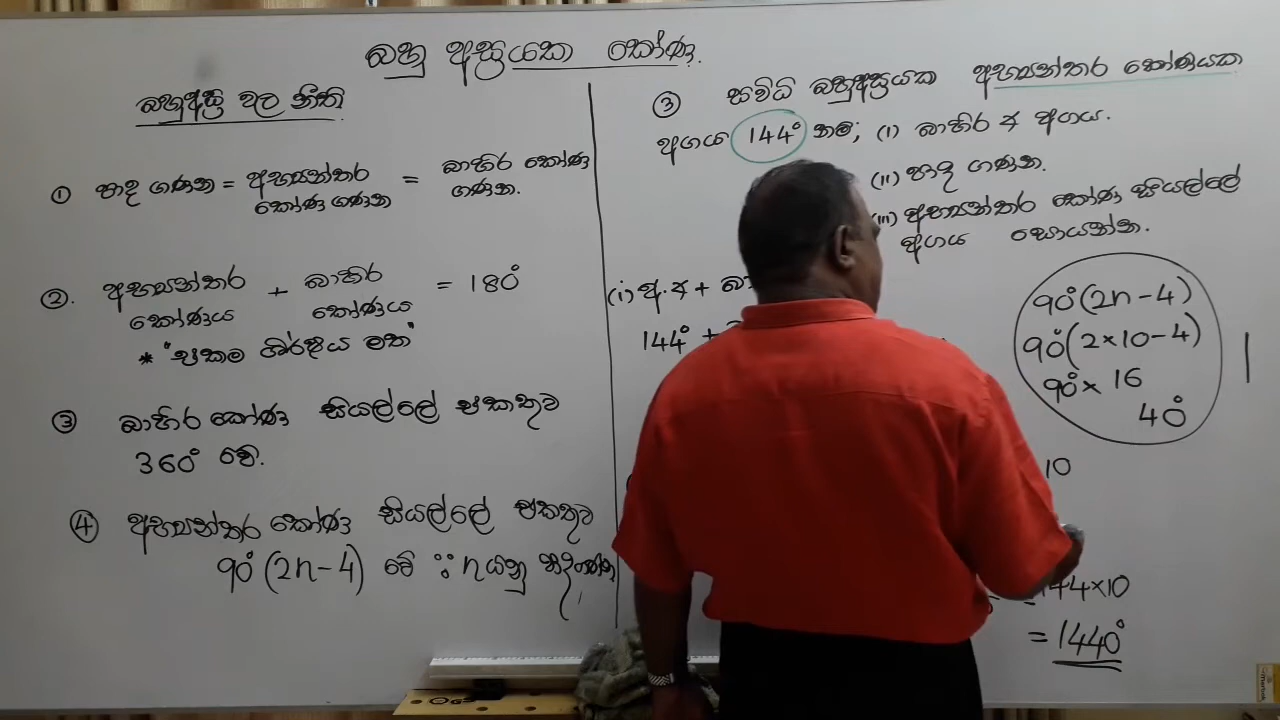 බහු අස්‍රයක කෝණ.
බහුඅස්‍ර වල නීති
① පාද ගණන = අභ්‍යන්තර කෝණ ගණන = බාහිර කෝණ ගණන.
②. අභ්‍යන්තර කෝණය + බාහිර කෝණය = 180°
* "එකම ශීර්ෂය මත"
③ බාහිර කෝණ සියල්ලේ එකතුව
360° වේ.
④ අභ්‍යන්තර කෝණ සියල්ලේ එකතුව
90° (2n - 4) වේ ∵ n යනු
③ සවිධි බහුඅස්‍රයක අභ්‍යන්තර කෝණයක
අගය 144° නම්; (i) බාහිර ∢ අගය.
(ii) පාද ගණන.
(iii) අභ්‍යන්තර කෝණ සියල්ලේ
අගය සොයන්න.
(i) අ.∢ + බා
144° +
10
144×10
= 1440°
90° (2n - 4)
90° (2×10 - 4)
90° × 16
40°